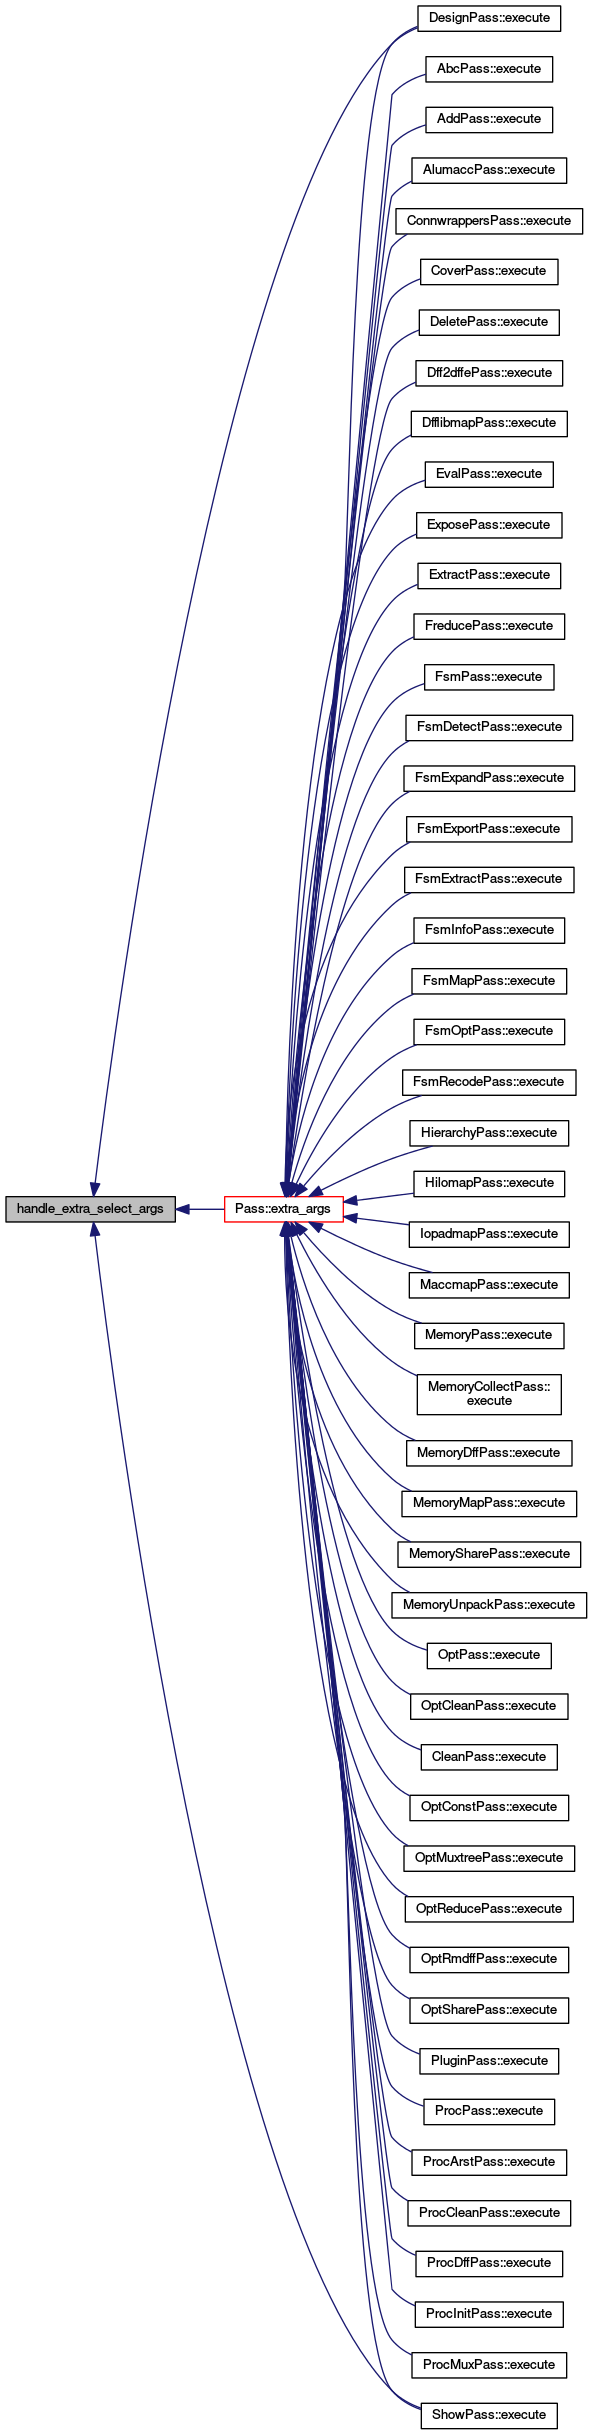 DesignPass::execute
AbcPass::execute
AddPass::execute
AlumaccPass::execute
ConnwrappersPass::execute
CoverPass::execute
DeletePass::execute
Dff2dffePass::execute
DfflibmapPass::execute
EvalPass::execute
ExposePass::execute
ExtractPass::execute
FreducePass::execute
FsmPass::execute
FsmDetectPass::execute
FsmExpandPass::execute
FsmExportPass::execute
FsmExtractPass::execute
FsmInfoPass::execute
FsmMapPass::execute
FsmOptPass::execute
FsmRecodePass::execute
HierarchyPass::execute
HilomapPass::execute
handle_extra_select_args
Pass::extra_args
IopadmapPass::execute
MaccmapPass::execute
MemoryPass::execute
MemoryCollectPass::
execute
MemoryDffPass::execute
MemoryMapPass::execute
MemorySharePass::execute
MemoryUnpackPass::execute
OptPass::execute
OptCleanPass::execute
CleanPass::execute
OptConstPass::execute
OptMuxtreePass::execute
OptReducePass::execute
OptRmdffPass::execute
OptSharePass::execute
PluginPass::execute
ProcPass::execute
ProcArstPass::execute
ProcCleanPass::execute
ProcDffPass::execute
ProcInitPass::execute
ProcMuxPass::execute
ShowPass::execute